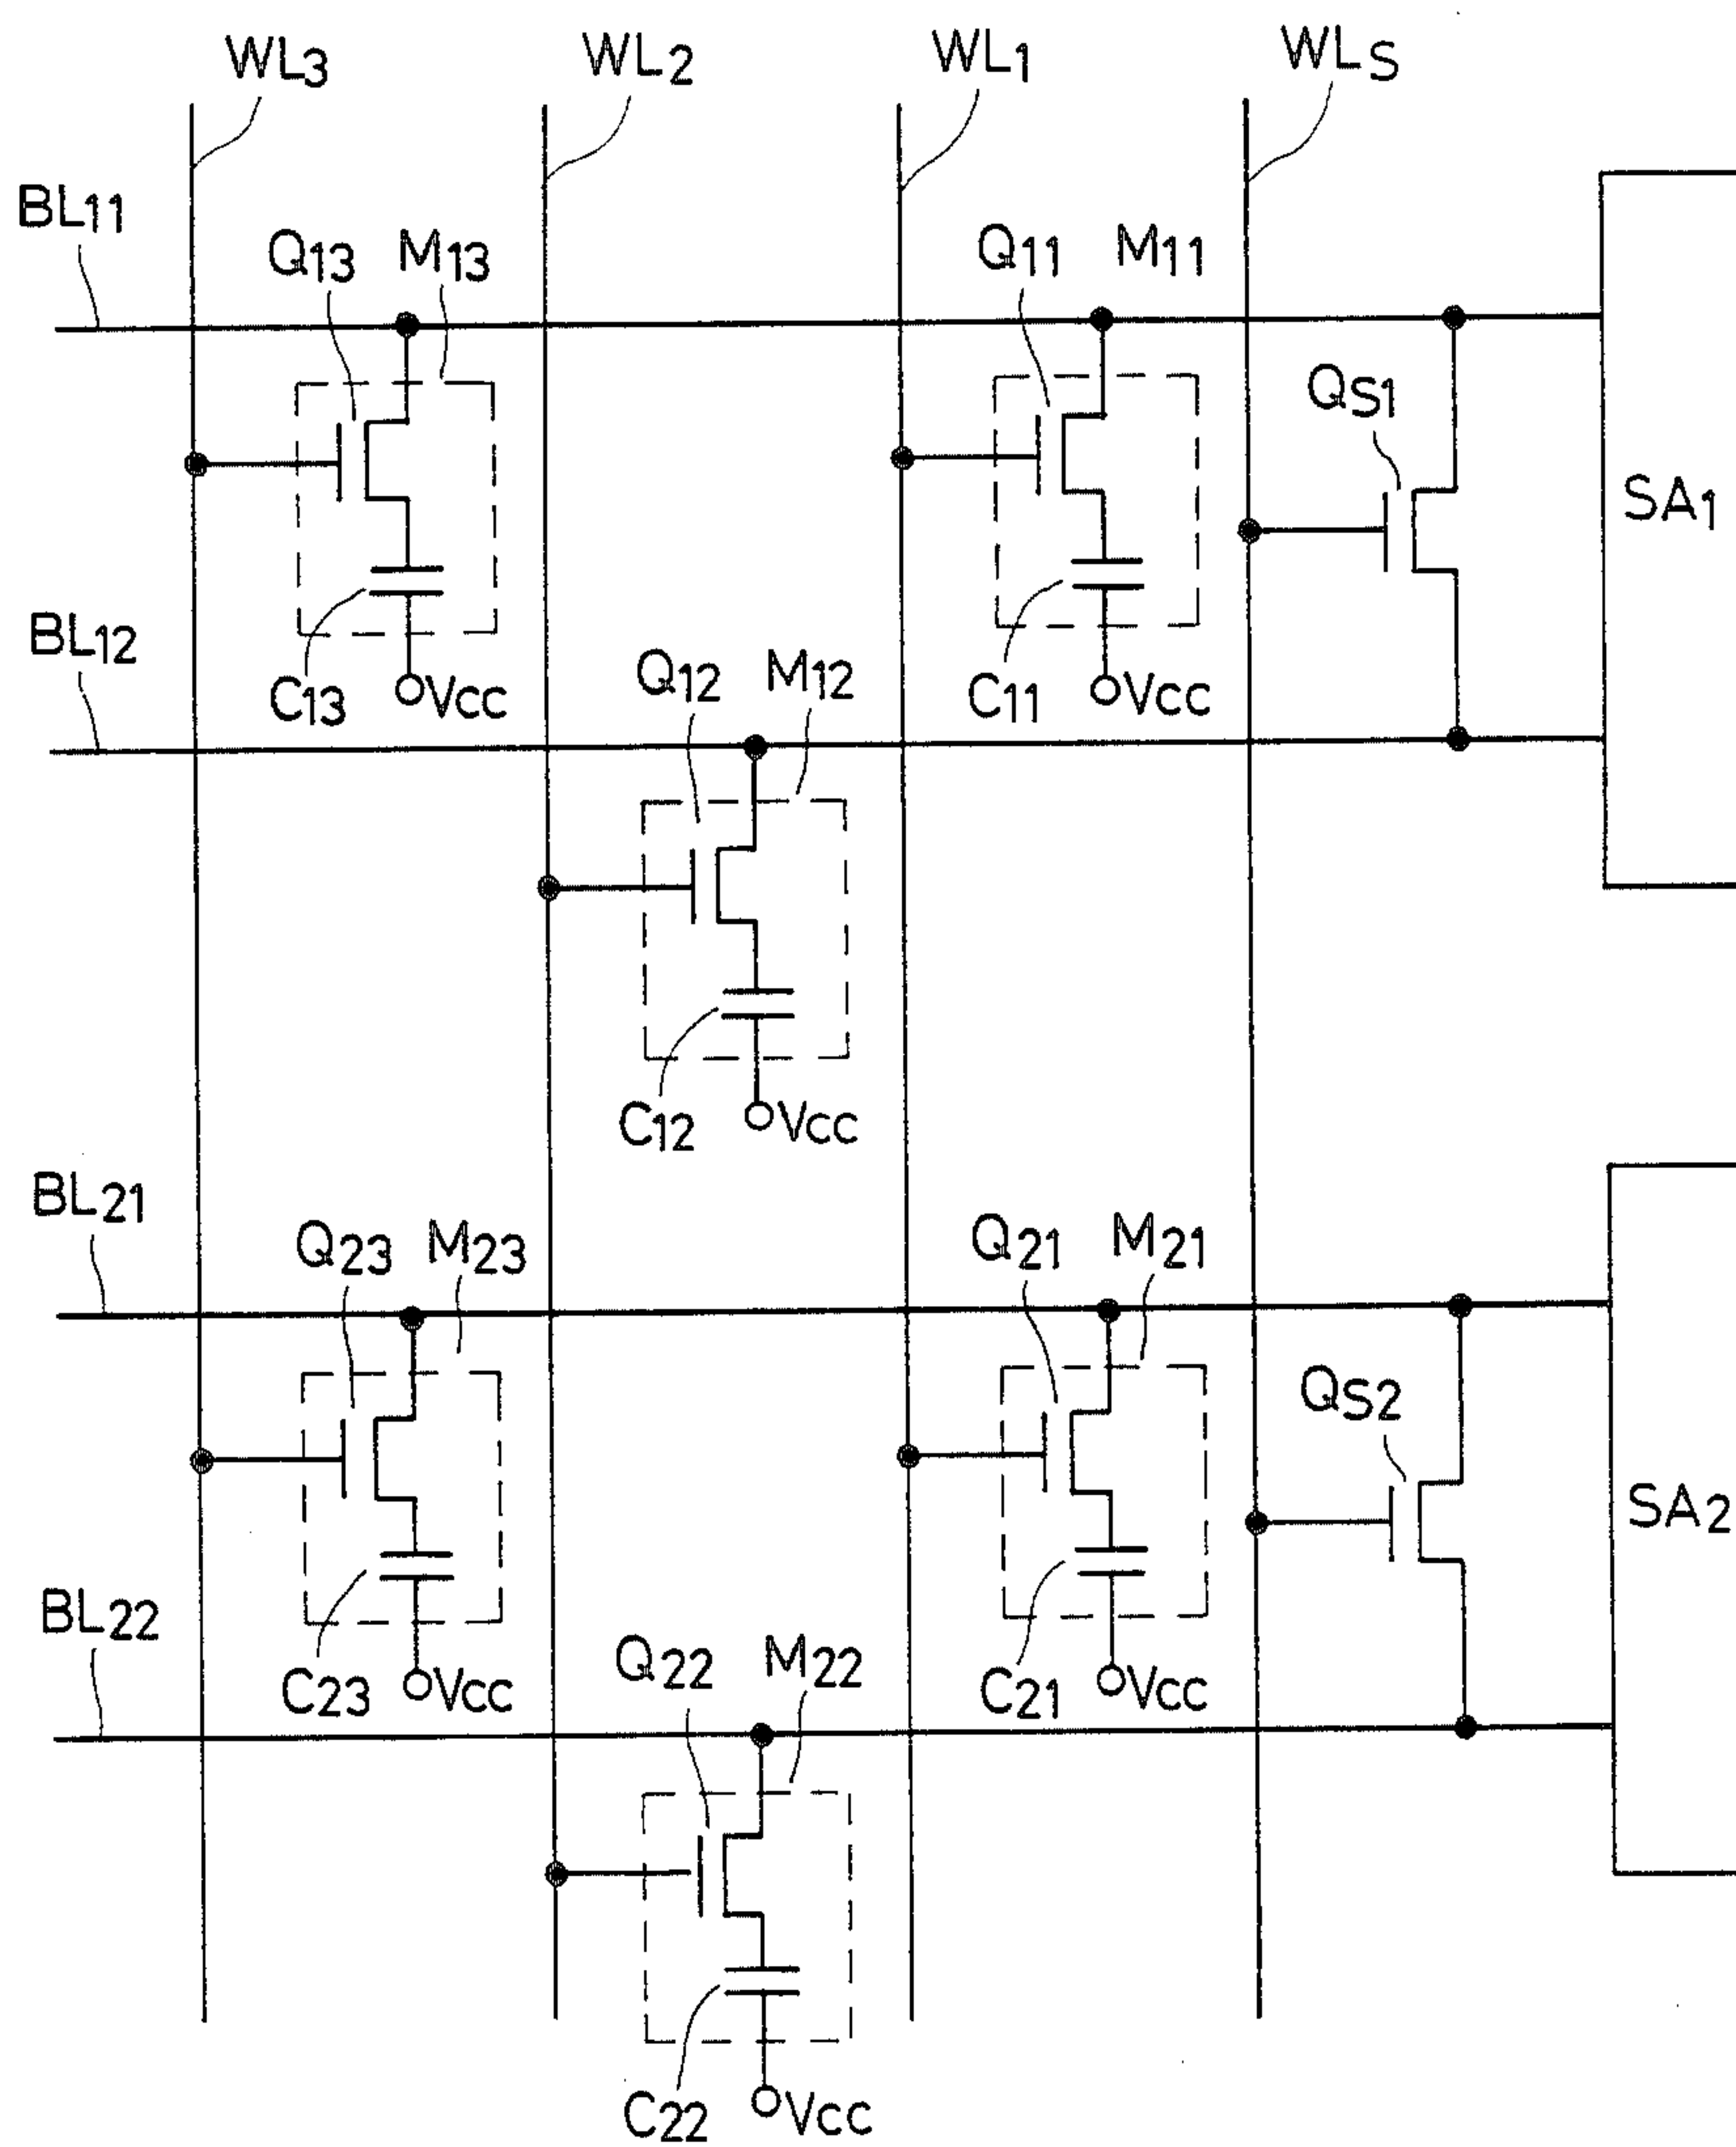 WL3 WL2 WL1 WLS
BL11
Q13 M13 Q11 M11
QS1
SA1
BL12
C13 Vcc Q12 M12 C11 Vcc
C12 Vcc
BL21
Q23 M23 Q21 M21
QS2
SA2
BL22
C23 Vcc Q22 M22 C21 Vcc
C22 Vcc